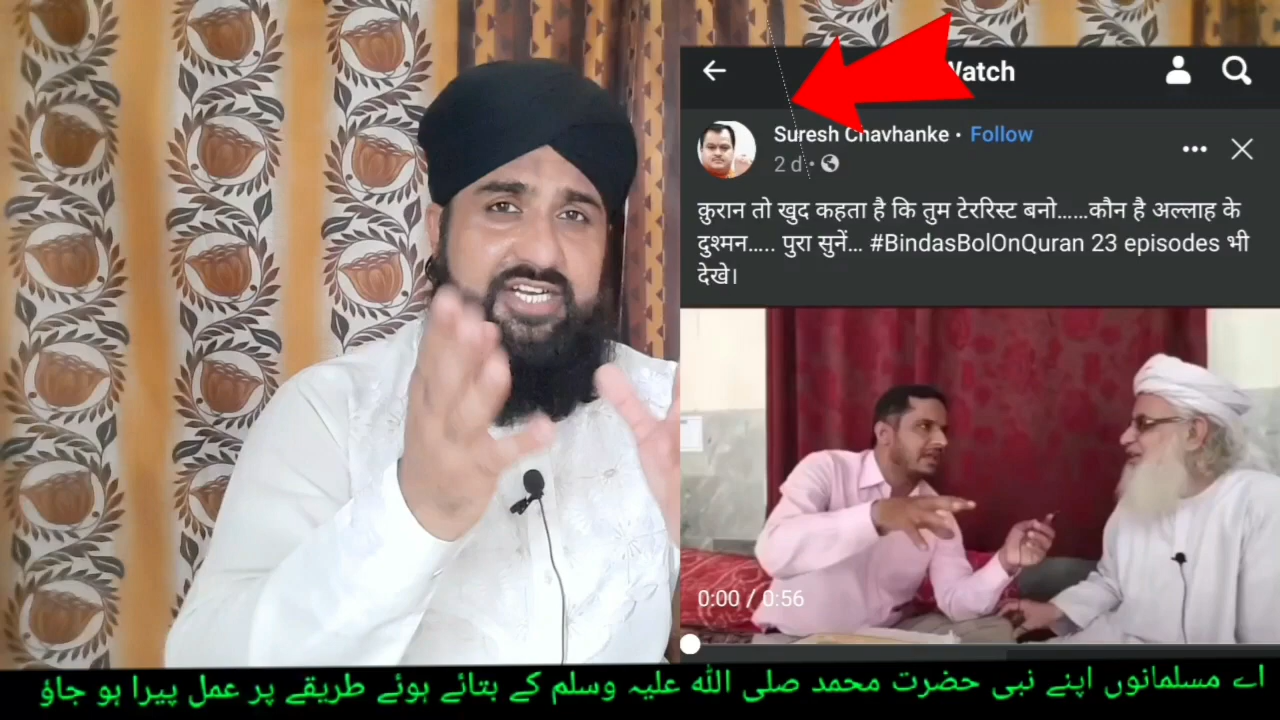 Watch
Suresh Chavhanke · Follow
2 d ·
क़ुरान तो खुद कहता है कि तुम टेररिस्ट बनो......कौन है अल्लाह के
दुश्मन..... पुरा सुनें... #BindasBolOnQuran 23 episodes भी
देखे।
0:00 / 0:56
اے مسلمانوں اپنے نبی حضرت محمد صلی اللہ علیہ وسلم کے بتائے ہوئے طریقے پر عمل پیرا ہو جاؤ